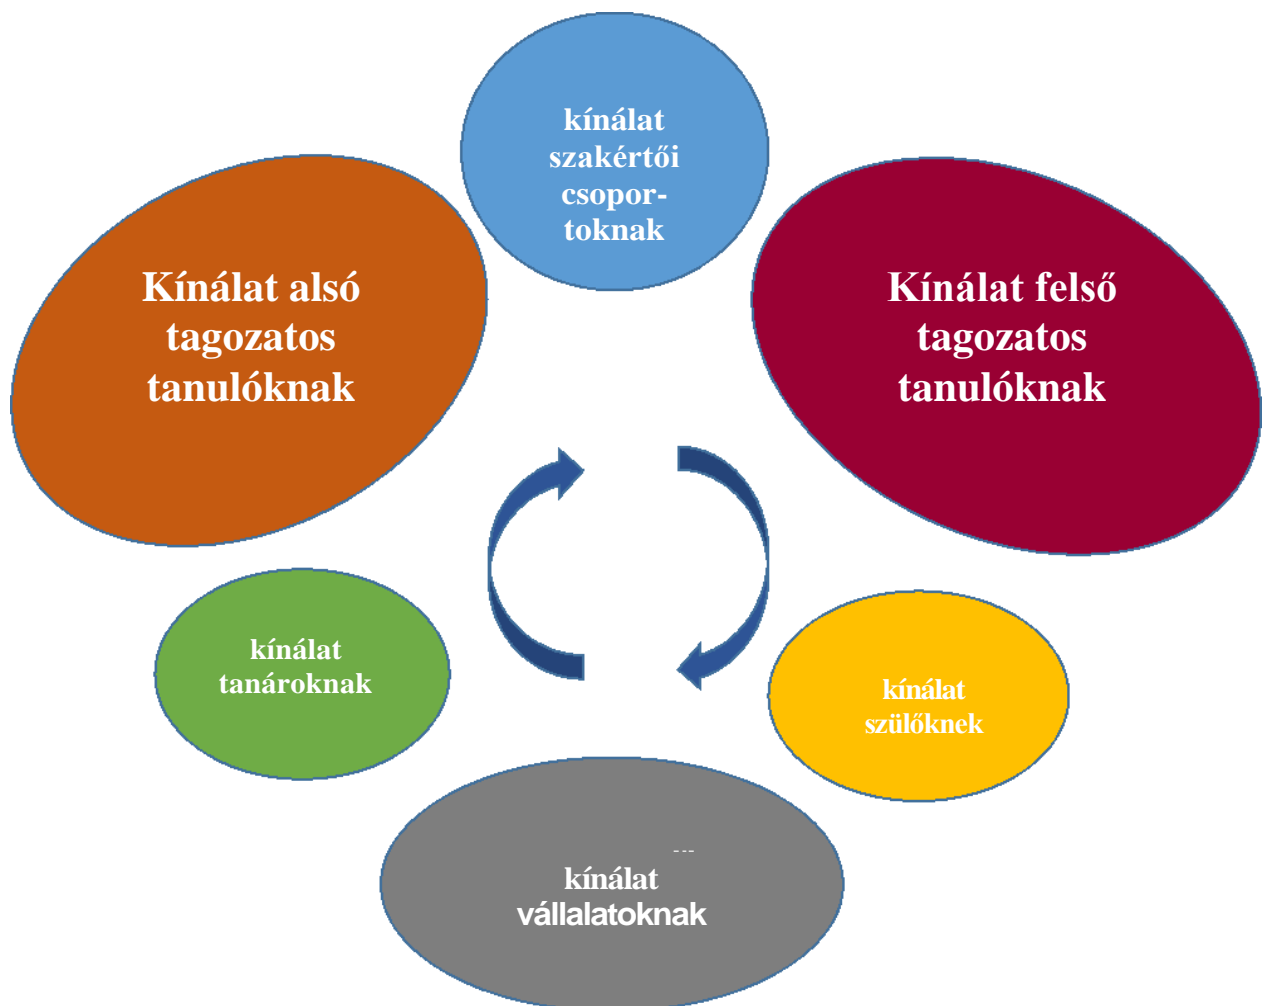 kínálat
szakértői
csopor-
toknak
Kínálat alsó
tagozatos
tanulóknak
Kínálat felső
tagozatos
tanulóknak
kínálat
tanároknak
kínálat
szülőknek
kínálat
vállalatoknak